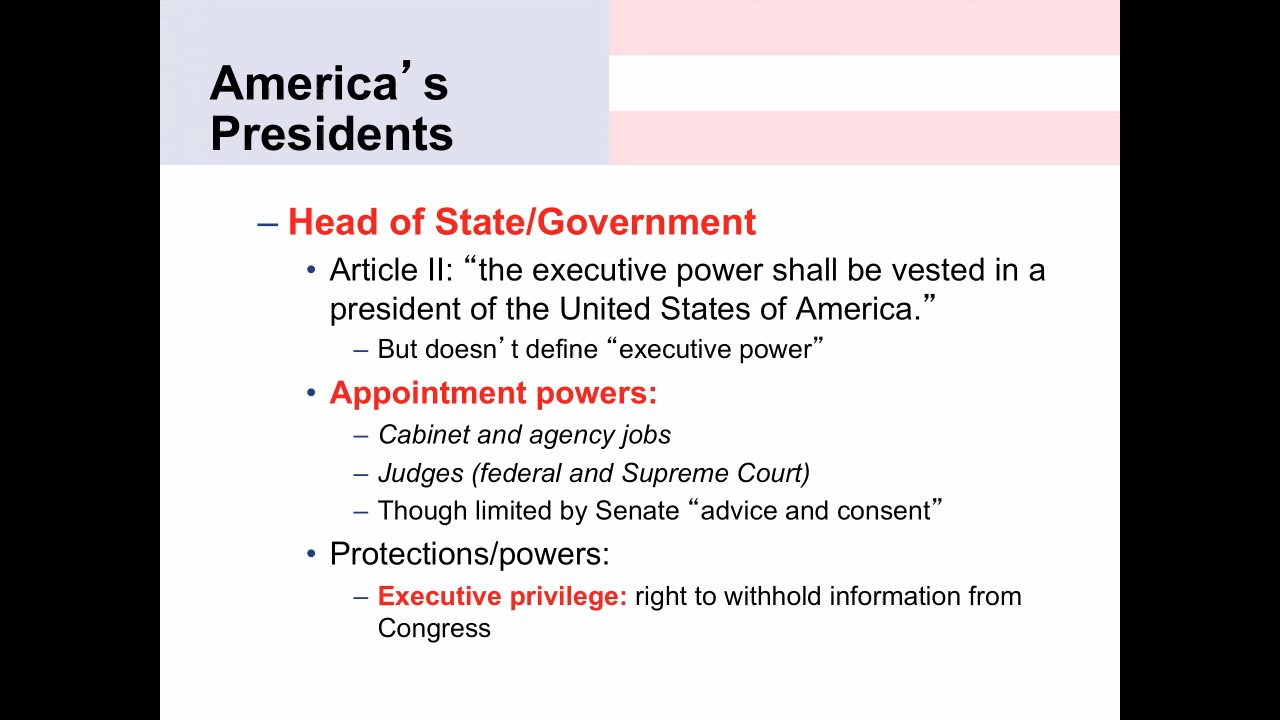 America’s
Presidents
– Head of State/Government
• Article II: “the executive power shall be vested in a
president of the United States of America.”
– But doesn’t define “executive power”
• Appointment powers:
– Cabinet and agency jobs
– Judges (federal and Supreme Court)
– Though limited by Senate “advice and consent”
• Protections/powers:
– Executive privilege: right to withhold information from
Congress